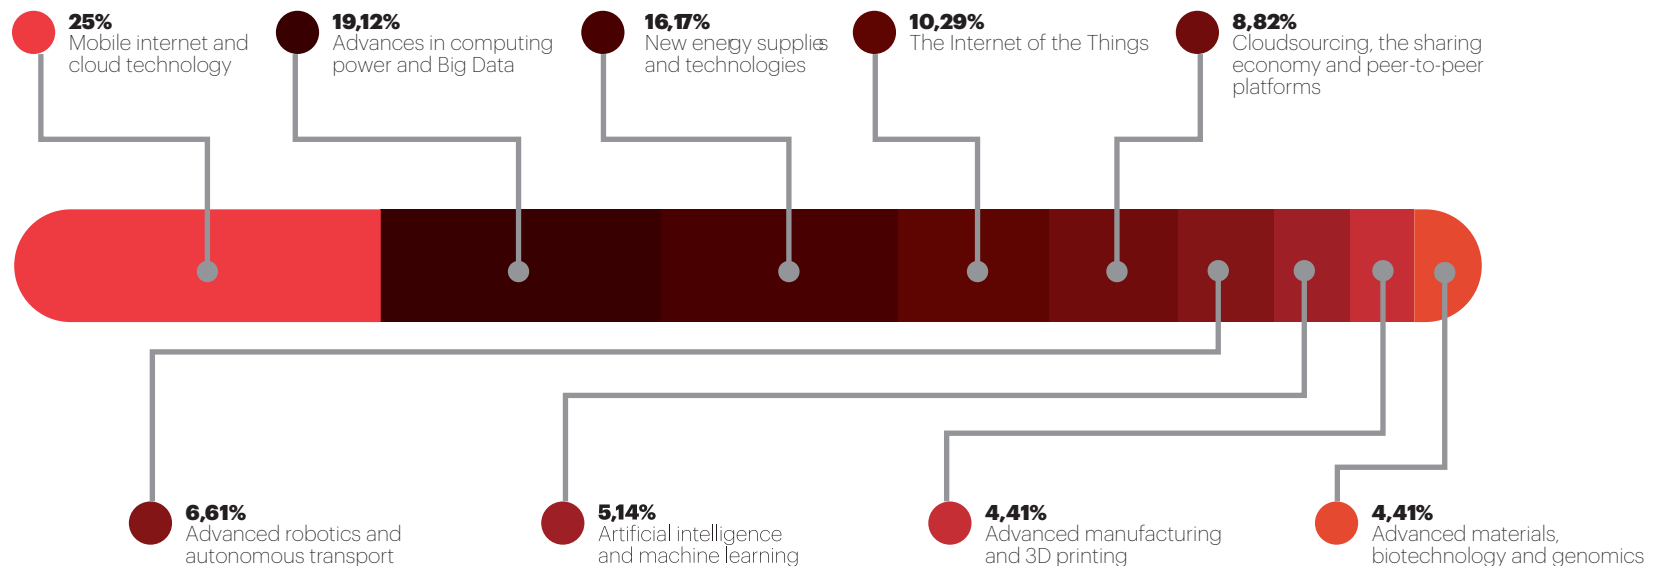 25%
Mobile internet and
cloud technology
19,12%
Advances in computing
power and Big Data
16,17%
New energy supplies
and technologies
10,29%
The Internet of the Things
8,82%
Cloudsourcing, the sharing
economy and peer-to-peer
platforms
6,61%
Advanced robotics and
autonomous transport
5,14%
Artificial intelligence
and machine learning
4,41%
Advanced manufacturing
and 3D printing
4,41%
Advanced materials,
biotechnology and genomics